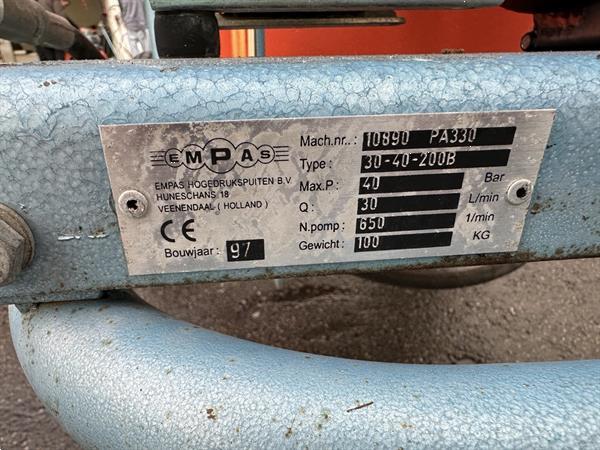 EMPAS
EMPAS HOGEDRUKSPUITEN B.V.
HUNESCHANS 18
VEENENDAAL ( HOLLAND )
CE
Bouwjaar : 97
Mach.nr.. : 10890 PA330
Type : 30-40-200B
Max.P : 40 Bar
Q : 30 L/min
N.pomp : 650 1/min
Gewicht : 100 KG